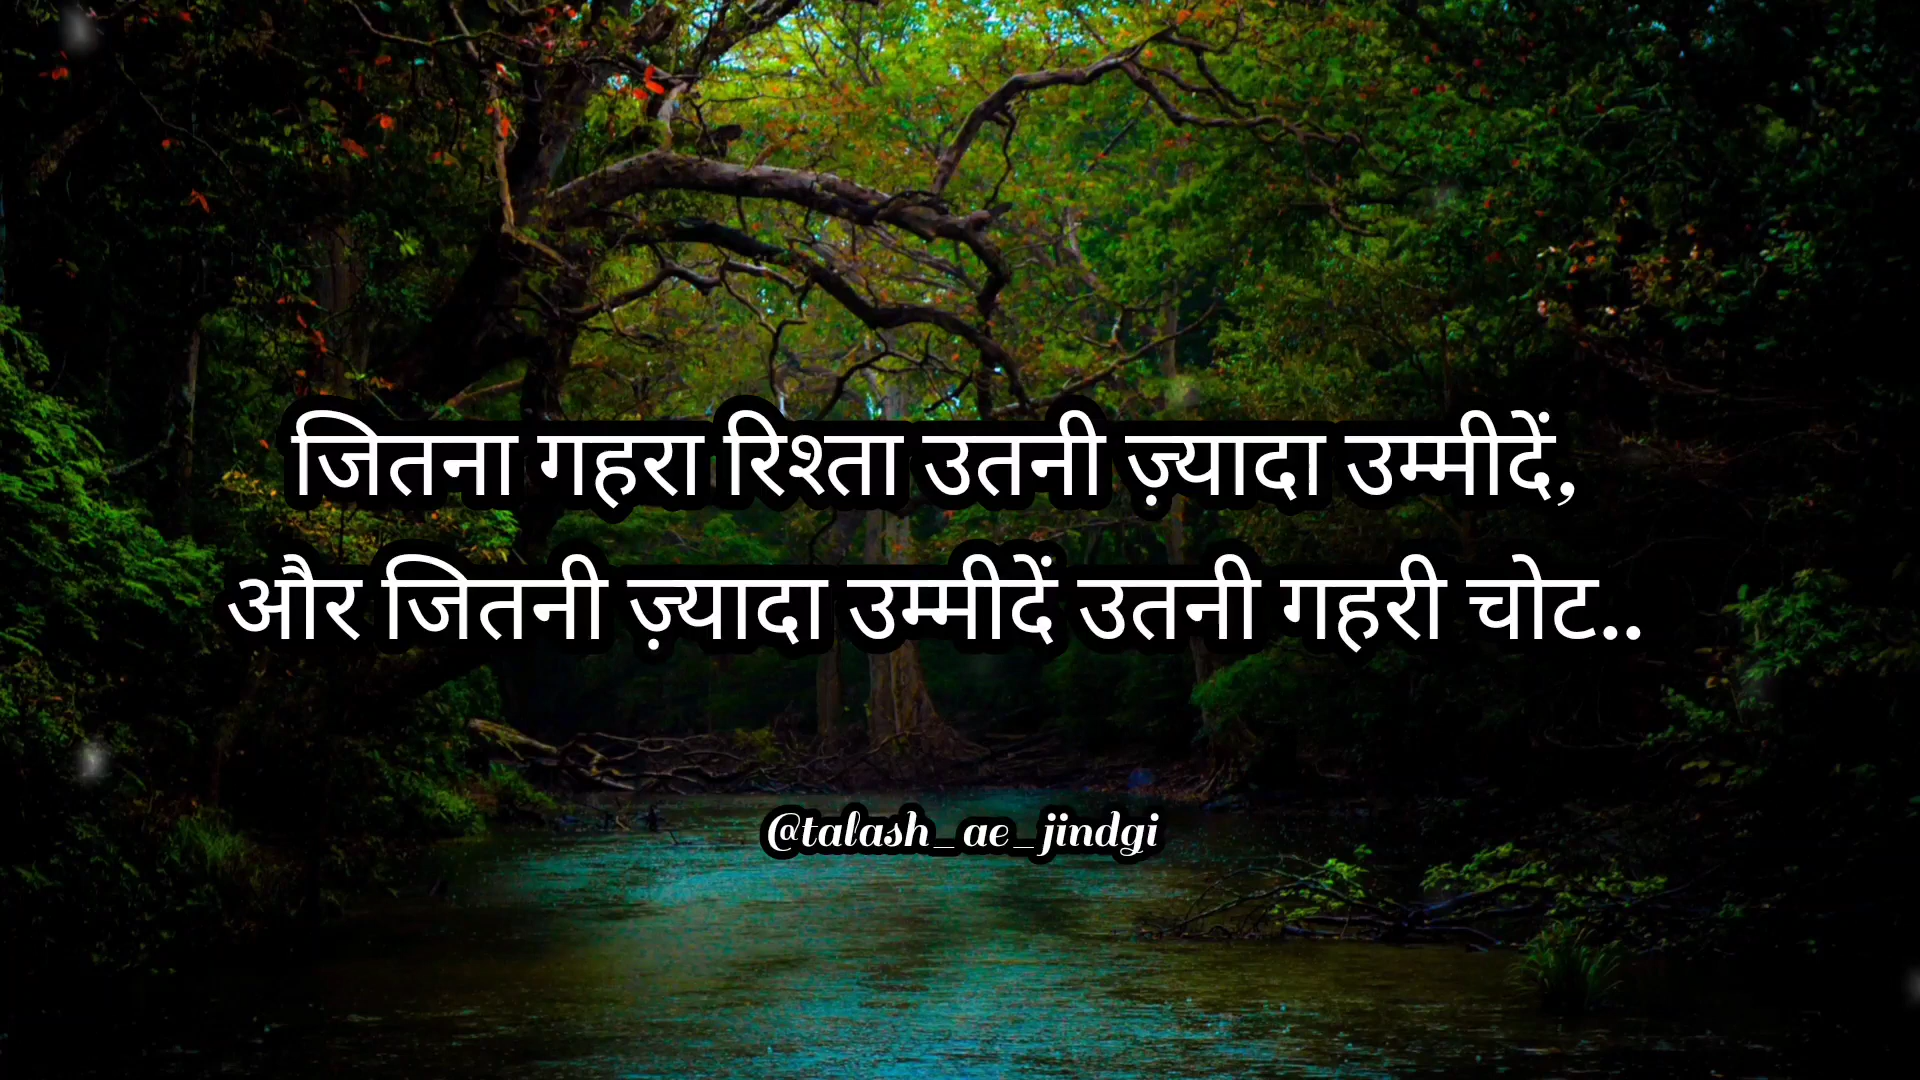 जितना गहरा रिश्ता उतनी ज़्यादा उम्मीदें,
और जितनी ज़्यादा उम्मीदें उतनी गहरी चोट..
@talash_ae_jindgi